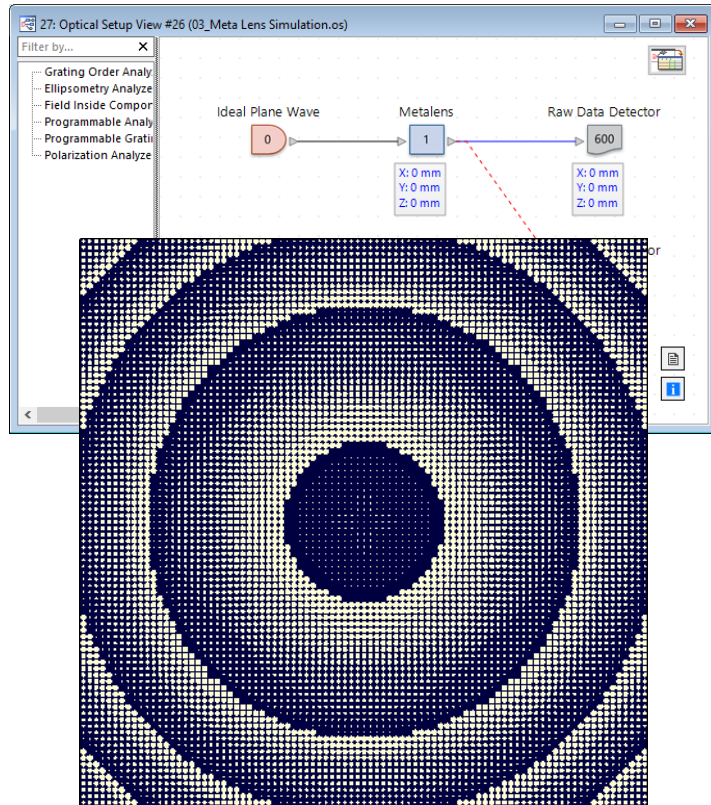 27: Optical Setup View #26 (03_Meta Lens Simulation.os)
Filter by...
Grating Order Analy
Ellipsometry Analyze
Field Inside Compor
Programmable Analy
Programmable Gratin
Polarization Analyze
Ideal Plane Wave
Metalens
Raw Data Detector
0
1
600
X: 0 mm
Y: 0 mm
Z: 0 mm
X: 0 mm
Y: 0 mm
Z: 0 mm
or